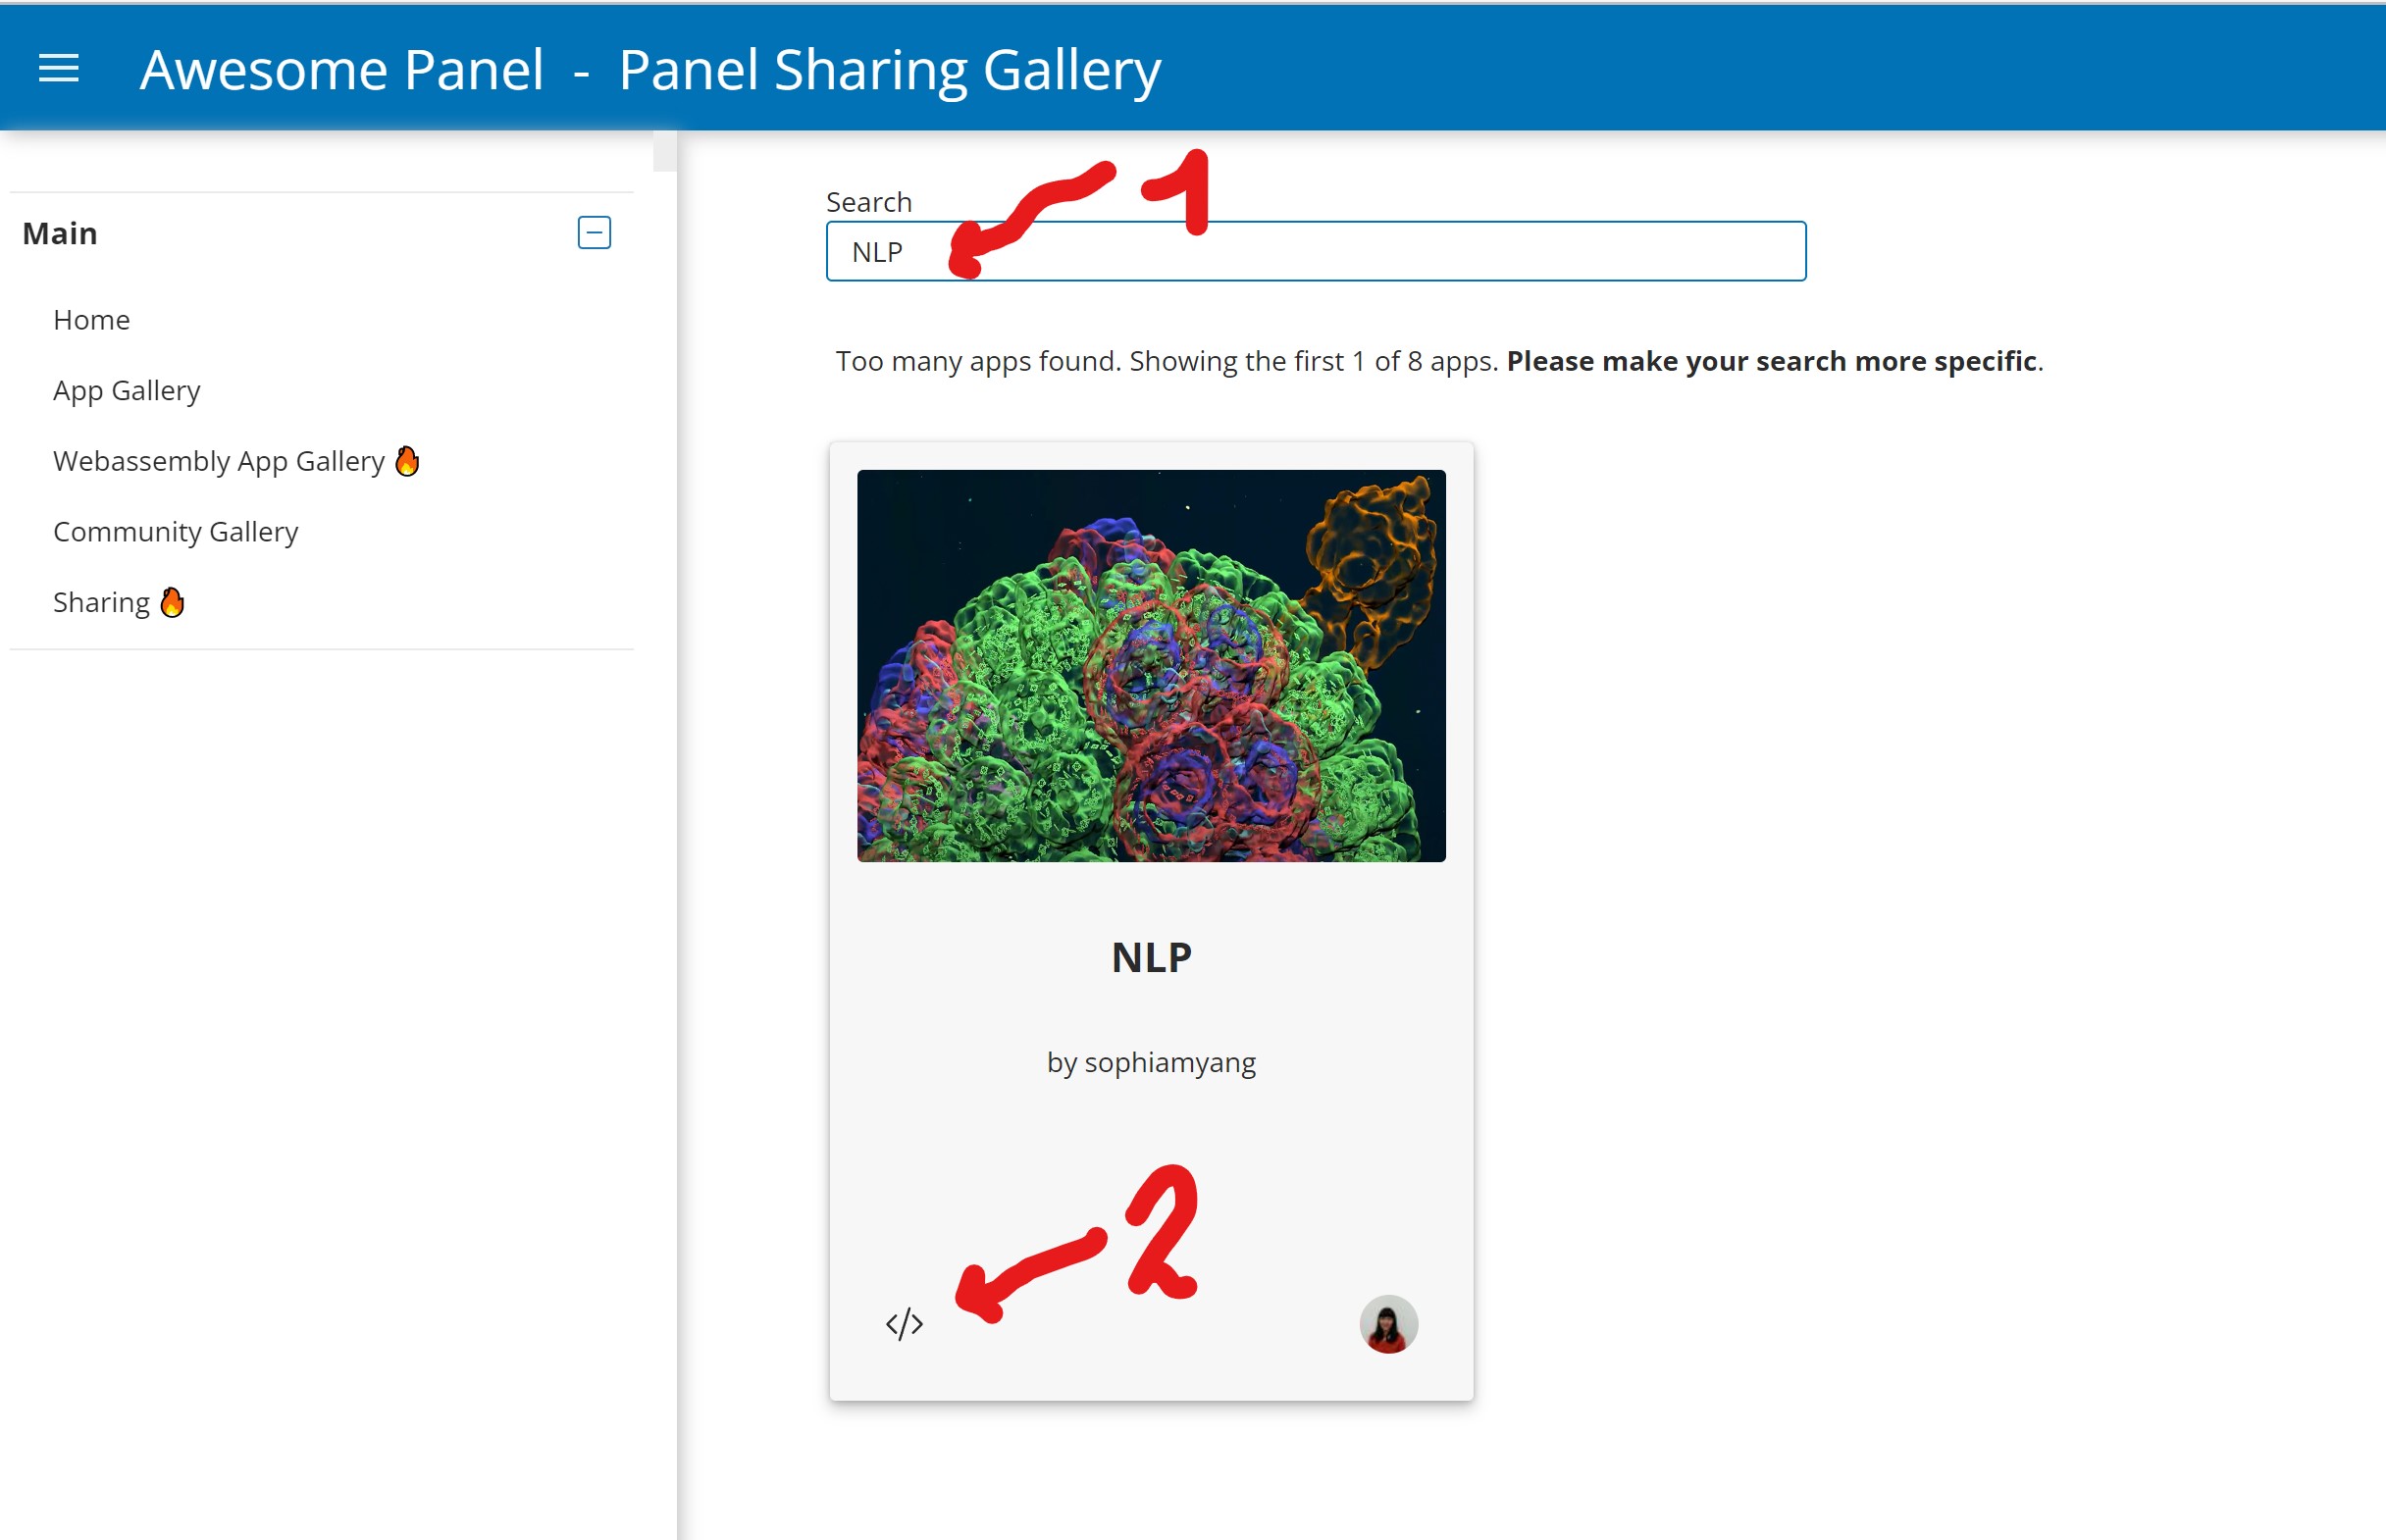 Awesome Panel - Panel Sharing Gallery
Main
Home
App Gallery
Webassembly App Gallery 🔥
Community Gallery
Sharing 🔥
1
Search
NLP
Too many apps found. Showing the first 1 of 8 apps. Please make your search more specific.
NLP
by sophiamyang
2
</>